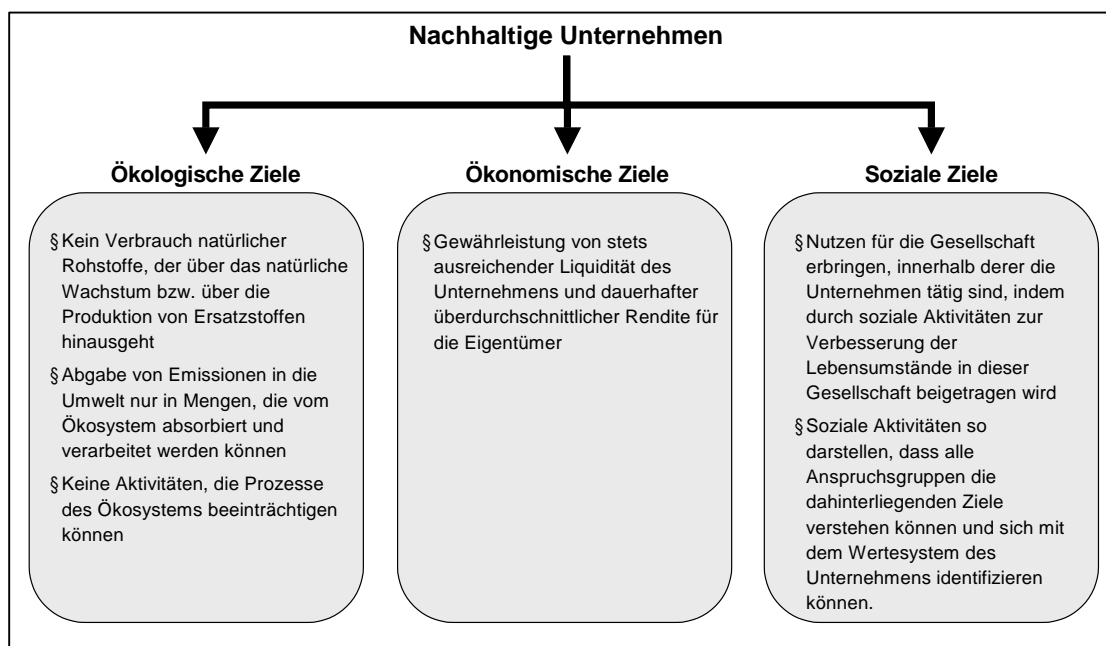 Nachhaltige Unternehmen
Ökologische Ziele
§ Kein Verbrauch natürlicher
Rohstoffe, der über das natürliche
Wachstum bzw. über die
Produktion von Ersatzstoffen
hinausgeht
§ Abgabe von Emissionen in die
Umwelt nur in Mengen, die vom
Ökosystem absorbiert und
verarbeitet werden können
§ Keine Aktivitäten, die Prozesse
des Ökosystems beeinträchtigen
können
Ökonomische Ziele
§ Gewährleistung von stets
ausreichender Liquidität des
Unternehmens und dauerhafter
überdurchschnittlicher Rendite für
die Eigentümer
Soziale Ziele
§ Nutzen für die Gesellschaft
erbringen, innerhalb derer die
Unternehmen tätig sind, indem
durch soziale Aktivitäten zur
Verbesserung der
Lebensumstände in dieser
Gesellschaft beigetragen wird
§ Soziale Aktivitäten so
darstellen, dass alle
Anspruchsgruppen die
dahinterliegenden Ziele
verstehen können und sich mit
dem Wertesystem des
Unternehmens identifizieren
können.